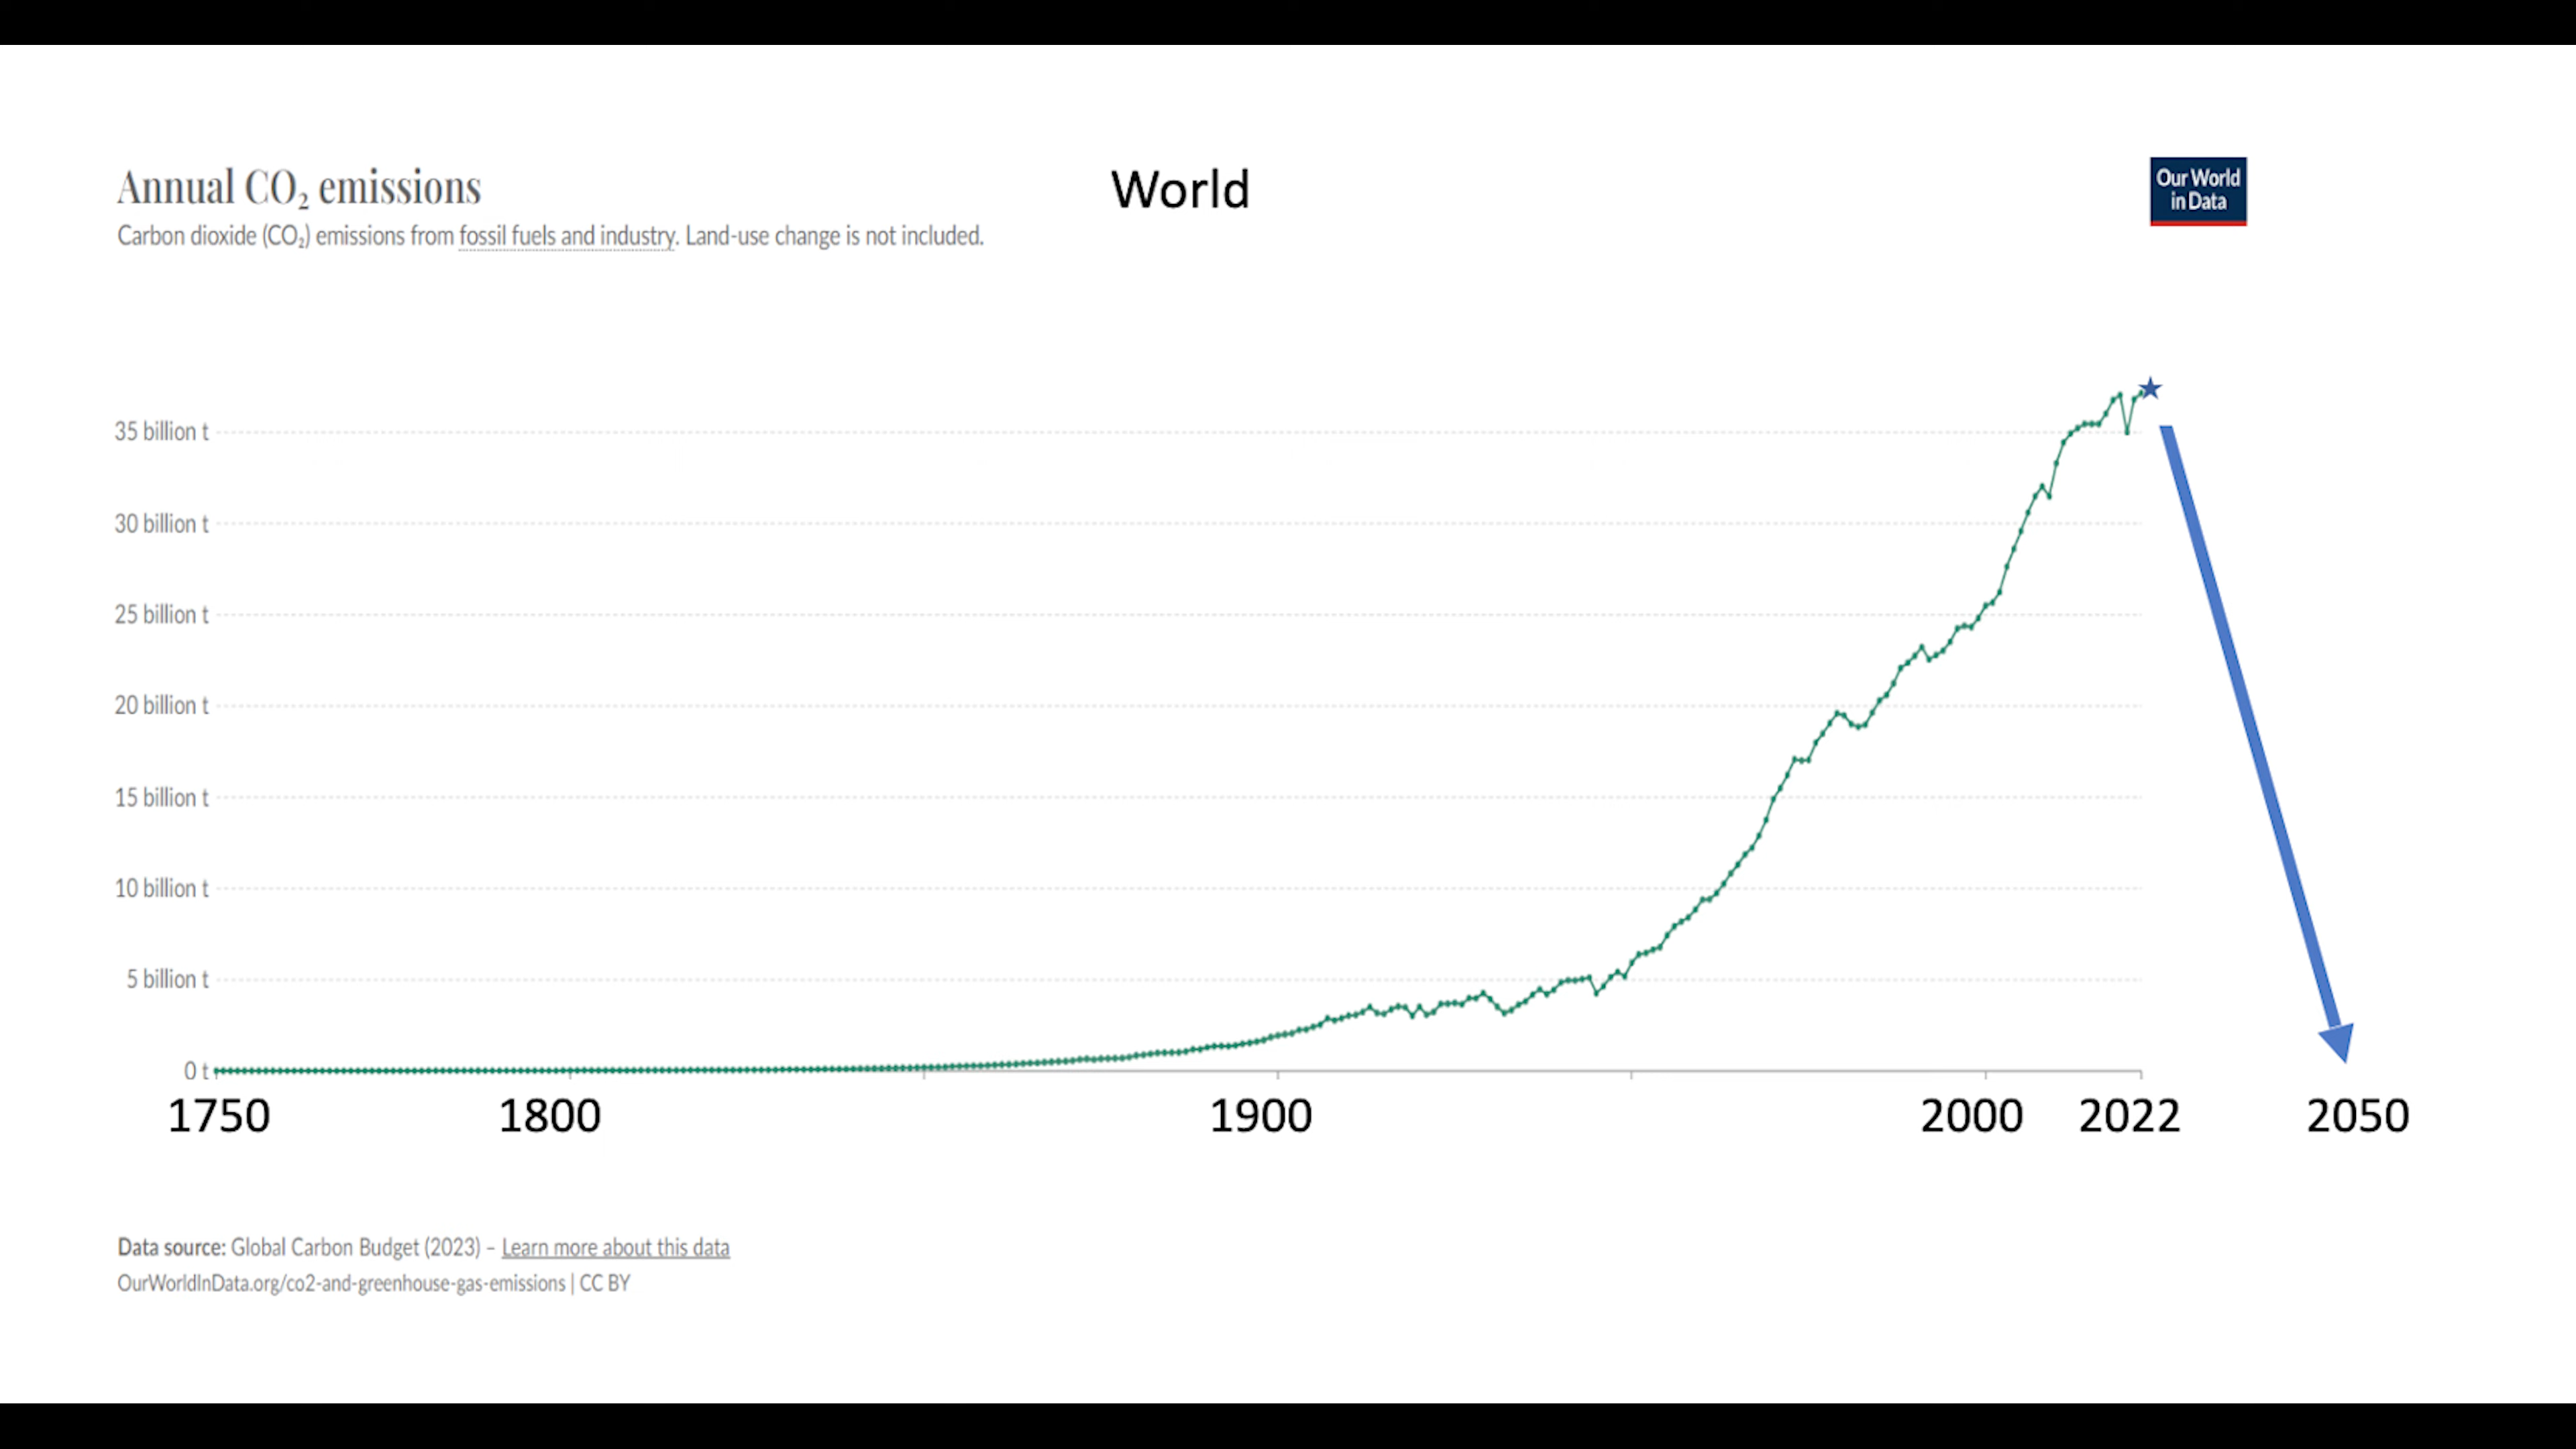 Annual CO₂ emissions
World
Our World
in Data
Carbon dioxide (CO₂) emissions from fossil fuels and industry. Land-use change is not included.
35 billion t
30 billion t
25 billion t
20 billion t
15 billion t
10 billion t
5 billion t
0 t
1750 1800 1900 2000 2022 2050
Data source: Global Carbon Budget (2023) – Learn more about this data
OurWorldInData.org/co2-and-greenhouse-gas-emissions | CC BY